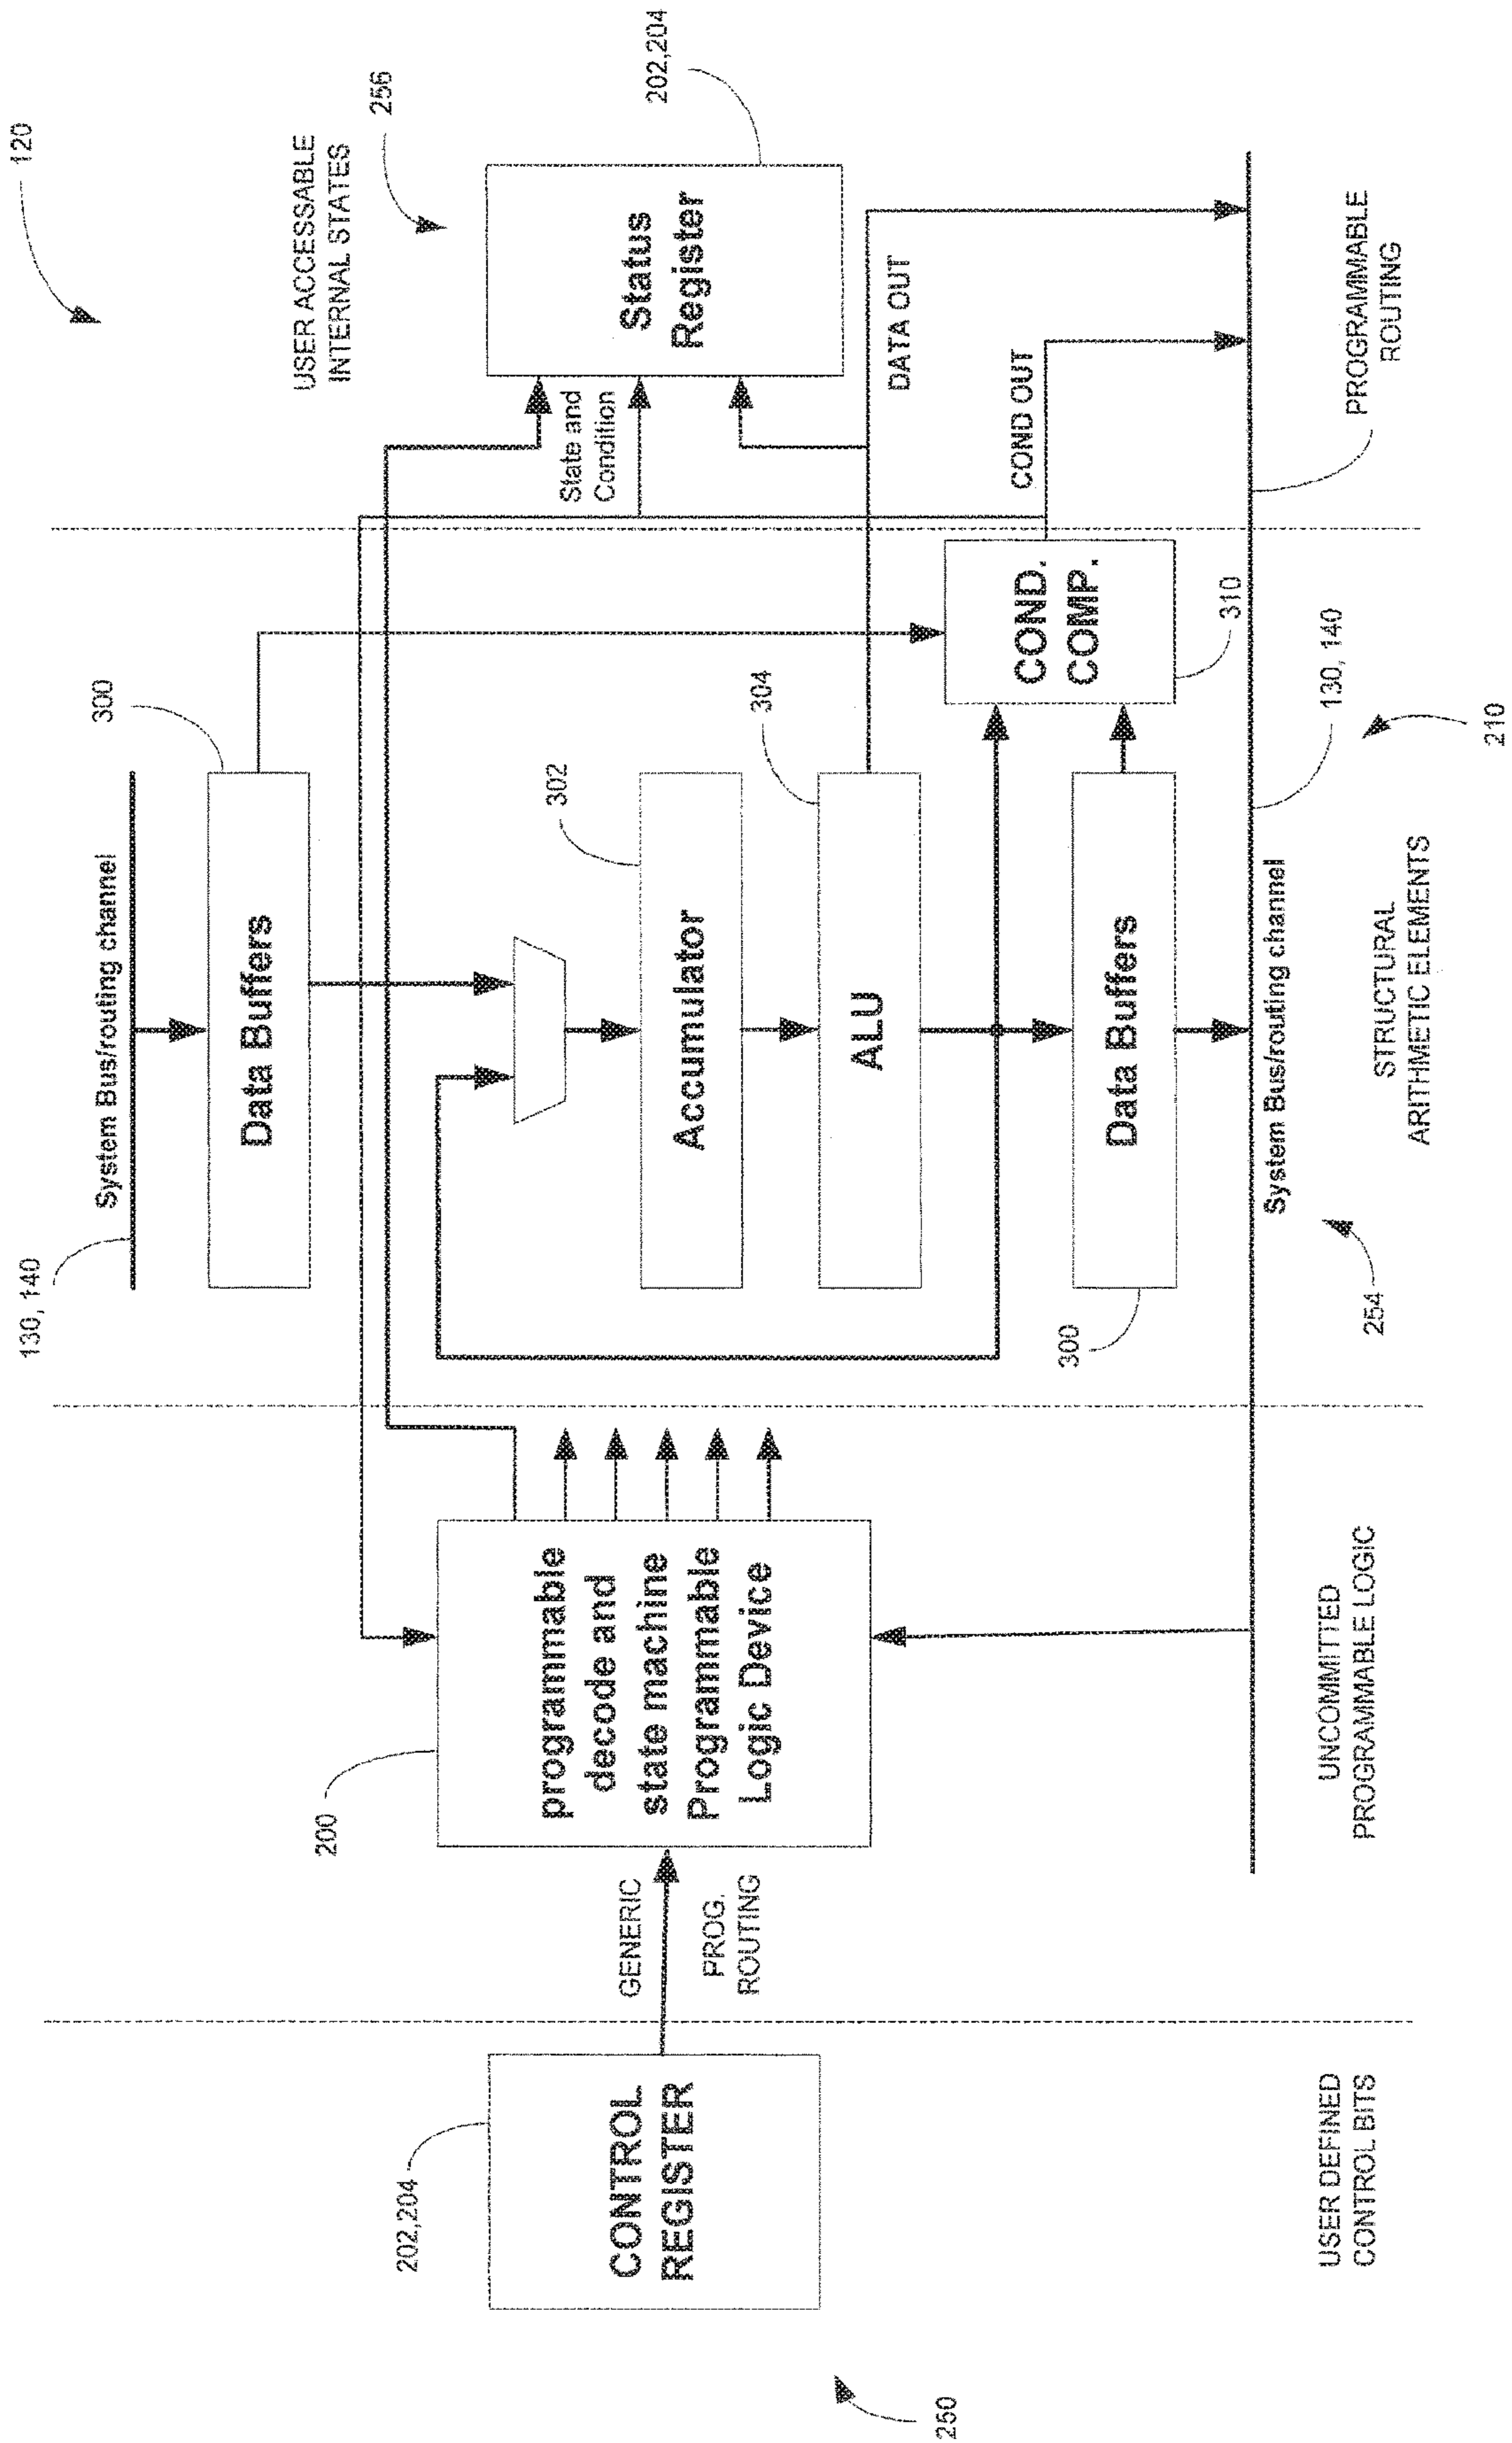 120
USER ACCESSABLE
INTERNAL STATES
256
202,204
Status
Register
State and
Condition
DATA OUT
COND OUT
PROGRAMMABLE
ROUTING
130, 140
System Bus/routing channel
300
Data Buffers
302
Accumulator
304
ALU
COND.
COMP.
310
Data Buffers
300
System Bus/routing channel
130, 140
210
254
STRUCTURAL
ARITHMETIC ELEMENTS
200
programmable
decode and
state machine
Programmable
Logic Device
GENERIC
PROG.
ROUTING
UNCOMMITTED
PROGRAMMABLE LOGIC
202,204
CONTROL
REGISTER
USER DEFINED
CONTROL BITS
250